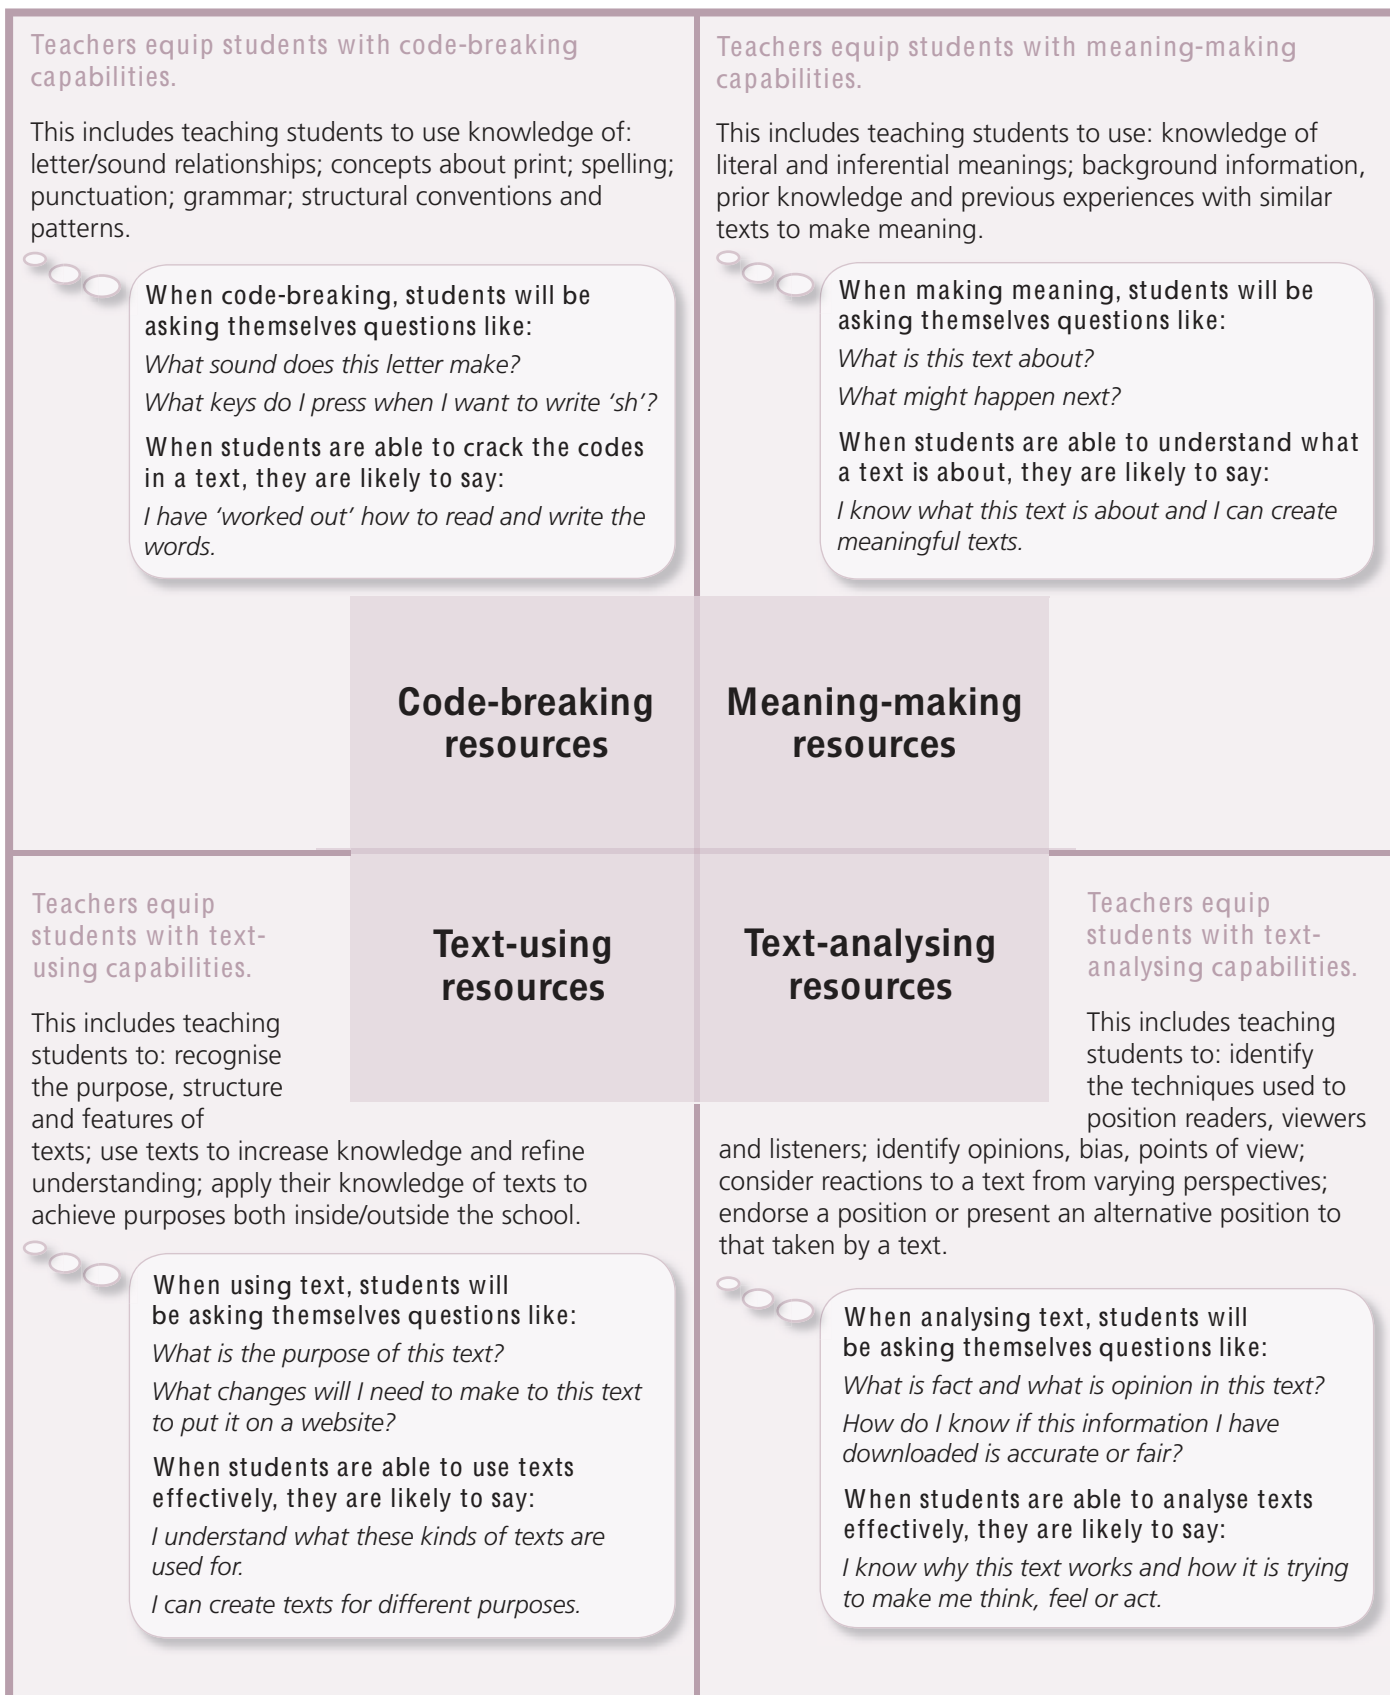 Teachers equip students with code-breaking
capabilities.
This includes teaching students to use knowledge of:
letter/sound relationships; concepts about print; spelling;
punctuation; grammar; structural conventions and
patterns.
When code-breaking, students will be
asking themselves questions like:
What sound does this letter make?
What keys do I press when I want to write ‘sh’?
When students are able to crack the codes
in a text, they are likely to say:
I have ‘worked out’ how to read and write the
words.
Teachers equip students with meaning-making
capabilities.
This includes teaching students to use: knowledge of
literal and inferential meanings; background information,
prior knowledge and previous experiences with similar
texts to make meaning.
When making meaning, students will be
asking themselves questions like:
What is this text about?
What might happen next?
When students are able to understand what
a text is about, they are likely to say:
I know what this text is about and I can create
meaningful texts.
Code-breaking
resources
Meaning-making
resources
Text-using
resources
Text-analysing
resources
Teachers equip
students with text-
using capabilities.
This includes teaching
students to: recognise
the purpose, structure
and features of
texts; use texts to increase knowledge and refine
understanding; apply their knowledge of texts to
achieve purposes both inside/outside the school.
When using text, students will
be asking themselves questions like:
What is the purpose of this text?
What changes will I need to make to this text
to put it on a website?
When students are able to use texts
effectively, they are likely to say:
I understand what these kinds of texts are
used for.
I can create texts for different purposes.
Teachers equip
students with text-
analysing capabilities.
This includes teaching
students to: identify
the techniques used to
position readers, viewers
and listeners; identify opinions, bias, points of view;
consider reactions to a text from varying perspectives;
endorse a position or present an alternative position to
that taken by a text.
When analysing text, students will
be asking themselves questions like:
What is fact and what is opinion in this text?
How do I know if this information I have
downloaded is accurate or fair?
When students are able to analyse texts
effectively, they are likely to say:
I know why this text works and how it is trying
to make me think, feel or act.